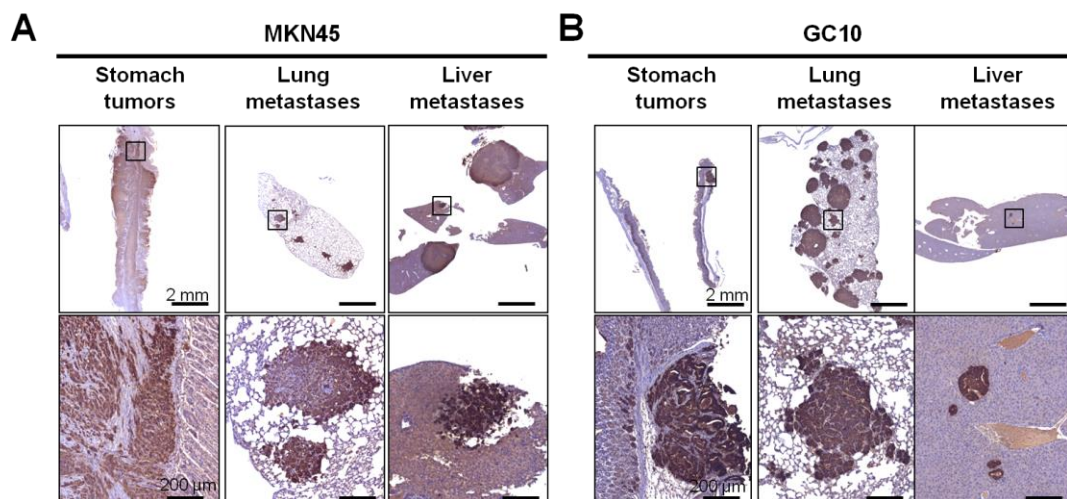 A
MKN45
Stomach
tumors
Lung
metastases
Liver
metastases
2 mm
200 µm
B
GC10
Stomach
tumors
Lung
metastases
Liver
metastases
2 mm
200 µm